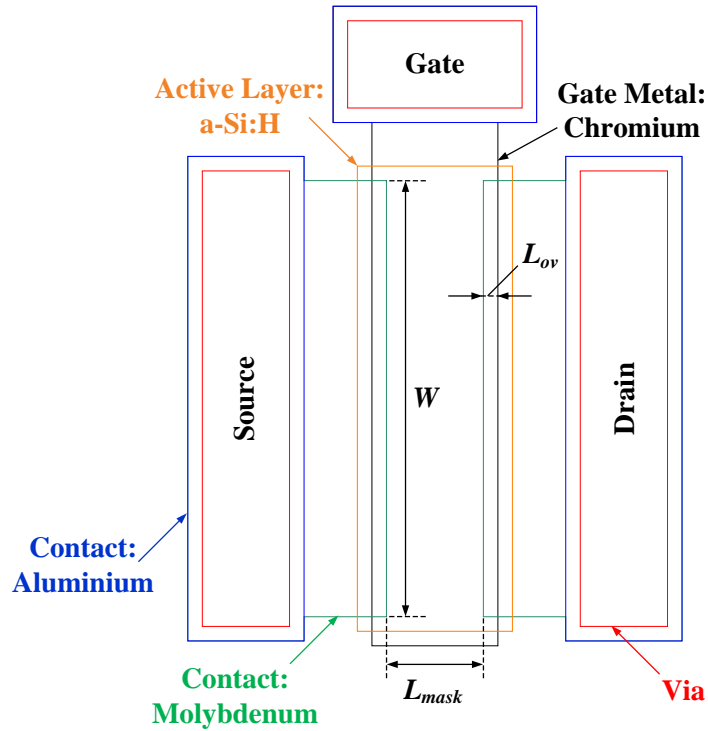 Gate
Active Layer:
a-Si:H
Gate Metal:
Chromium
L_ov
W
Source
Drain
Contact:
Aluminium
Contact:
Molybdenum
L_mask
Via